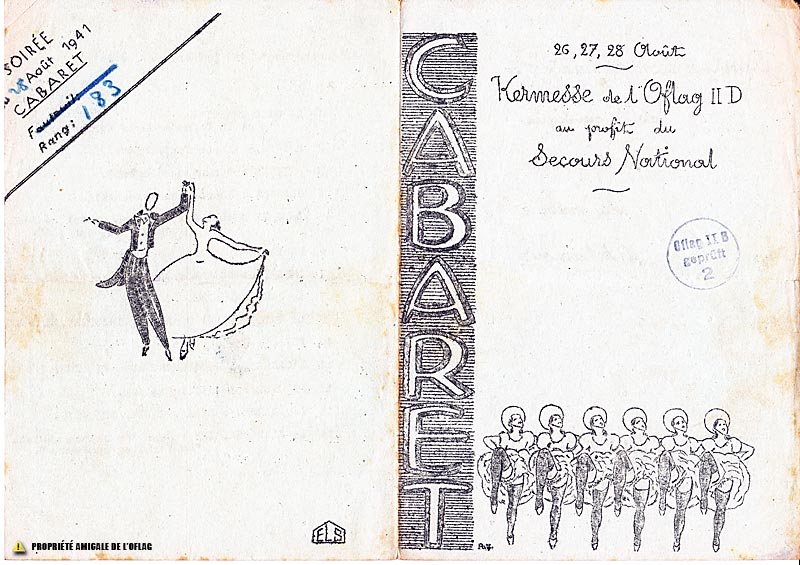 SOIRÉE
28 Août 1941
CABARET
Fauteuil
Rang: 183
ELS
PROPRIÉTÉ AMICALE DE L'OFLAG
CABARET
26, 27, 28 Août
Kermesse de l'Oflag II D
au profit du
Secours National
Oflag II B
geprüft
2